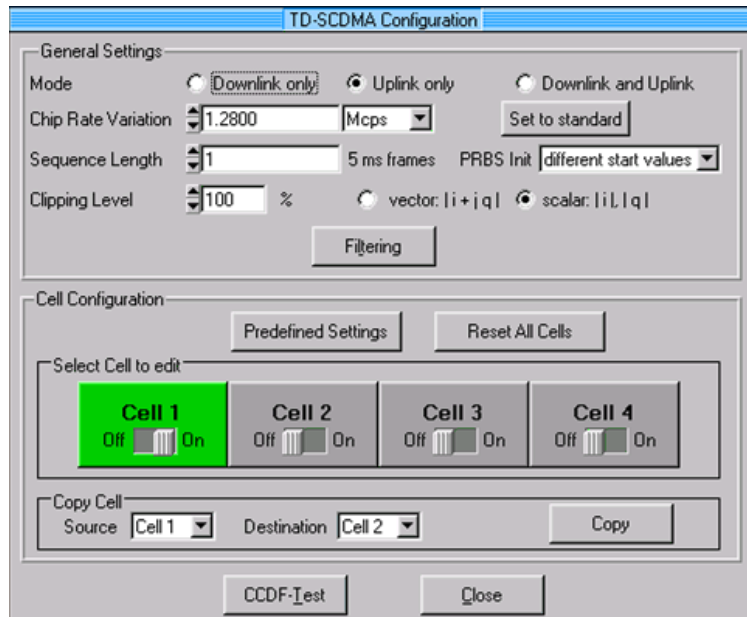 TD-SCDMA Configuration
General Settings
Mode Downlink only Uplink only Downlink and Uplink
Chip Rate Variation 1.2800 Mcps Set to standard
Sequence Length 1 5 ms frames PRBS Init different start values
Clipping Level 100 % vector: | i + j q | scalar: | i |, | q |
Filtering
Cell Configuration
Predefined Settings Reset All Cells
Select Cell to edit
Cell 1 Cell 2 Cell 3 Cell 4
Off On Off On Off On Off On
Copy Cell
Source Cell 1 Destination Cell 2 Copy
CCDF-Test Close